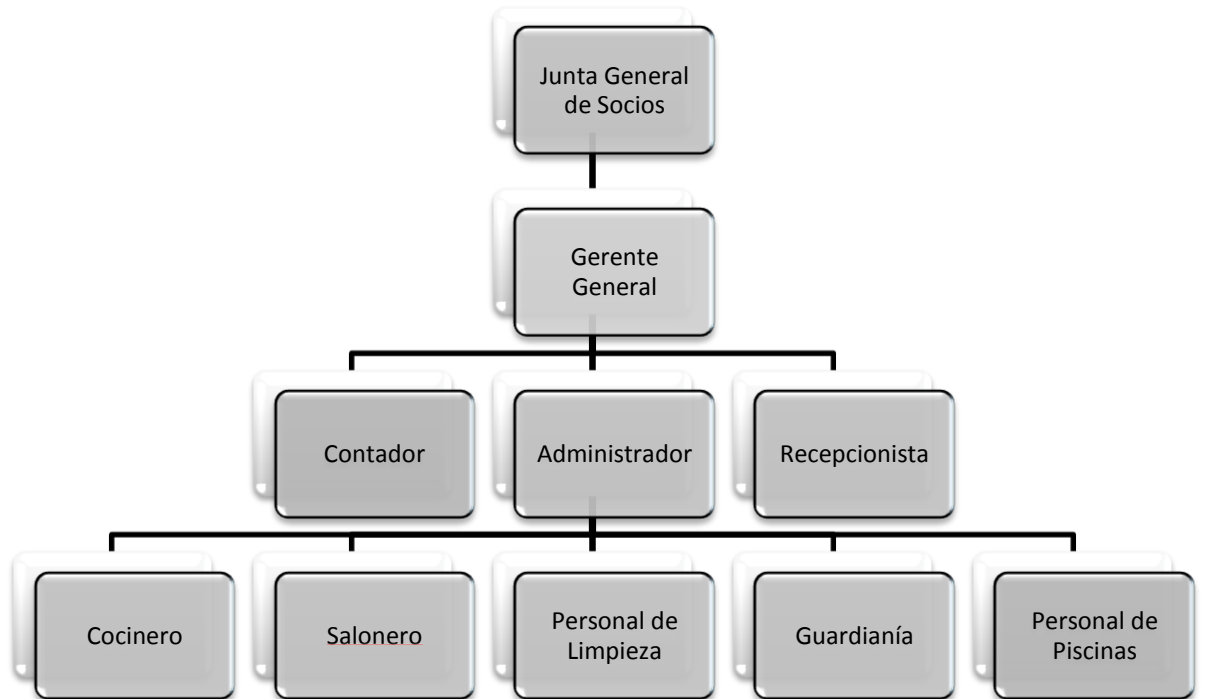 Junta General
de Socios
Gerente
General
Contador
Administrador
Recepcionista
Cocinero
Salonero
Personal de
Limpieza
Guardianía
Personal de
Piscinas